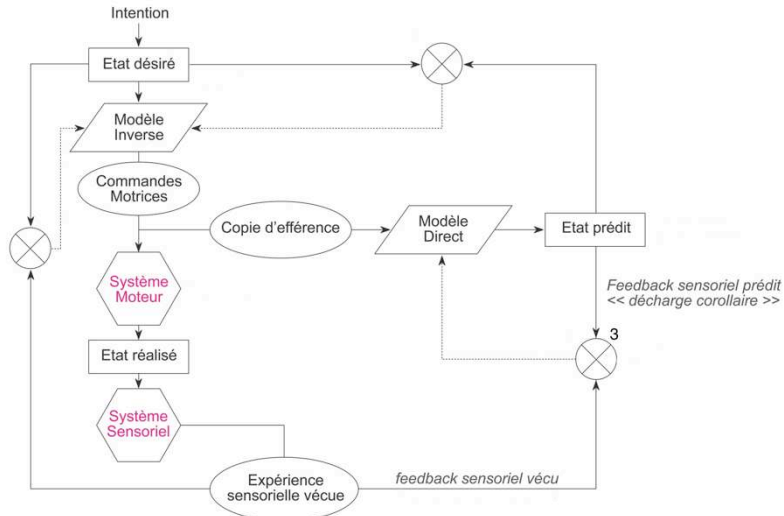 Intention
Etat désiré
Modèle
Inverse
Commandes
Motrices
Copie d'efférence
Modèle
Direct
Etat prédit
Système
Moteur
Feedback sensoriel prédit
<< décharge corollaire >>
3
Etat réalisé
Système
Sensoriel
Expérience
sensorielle vécue
feedback sensoriel vécu